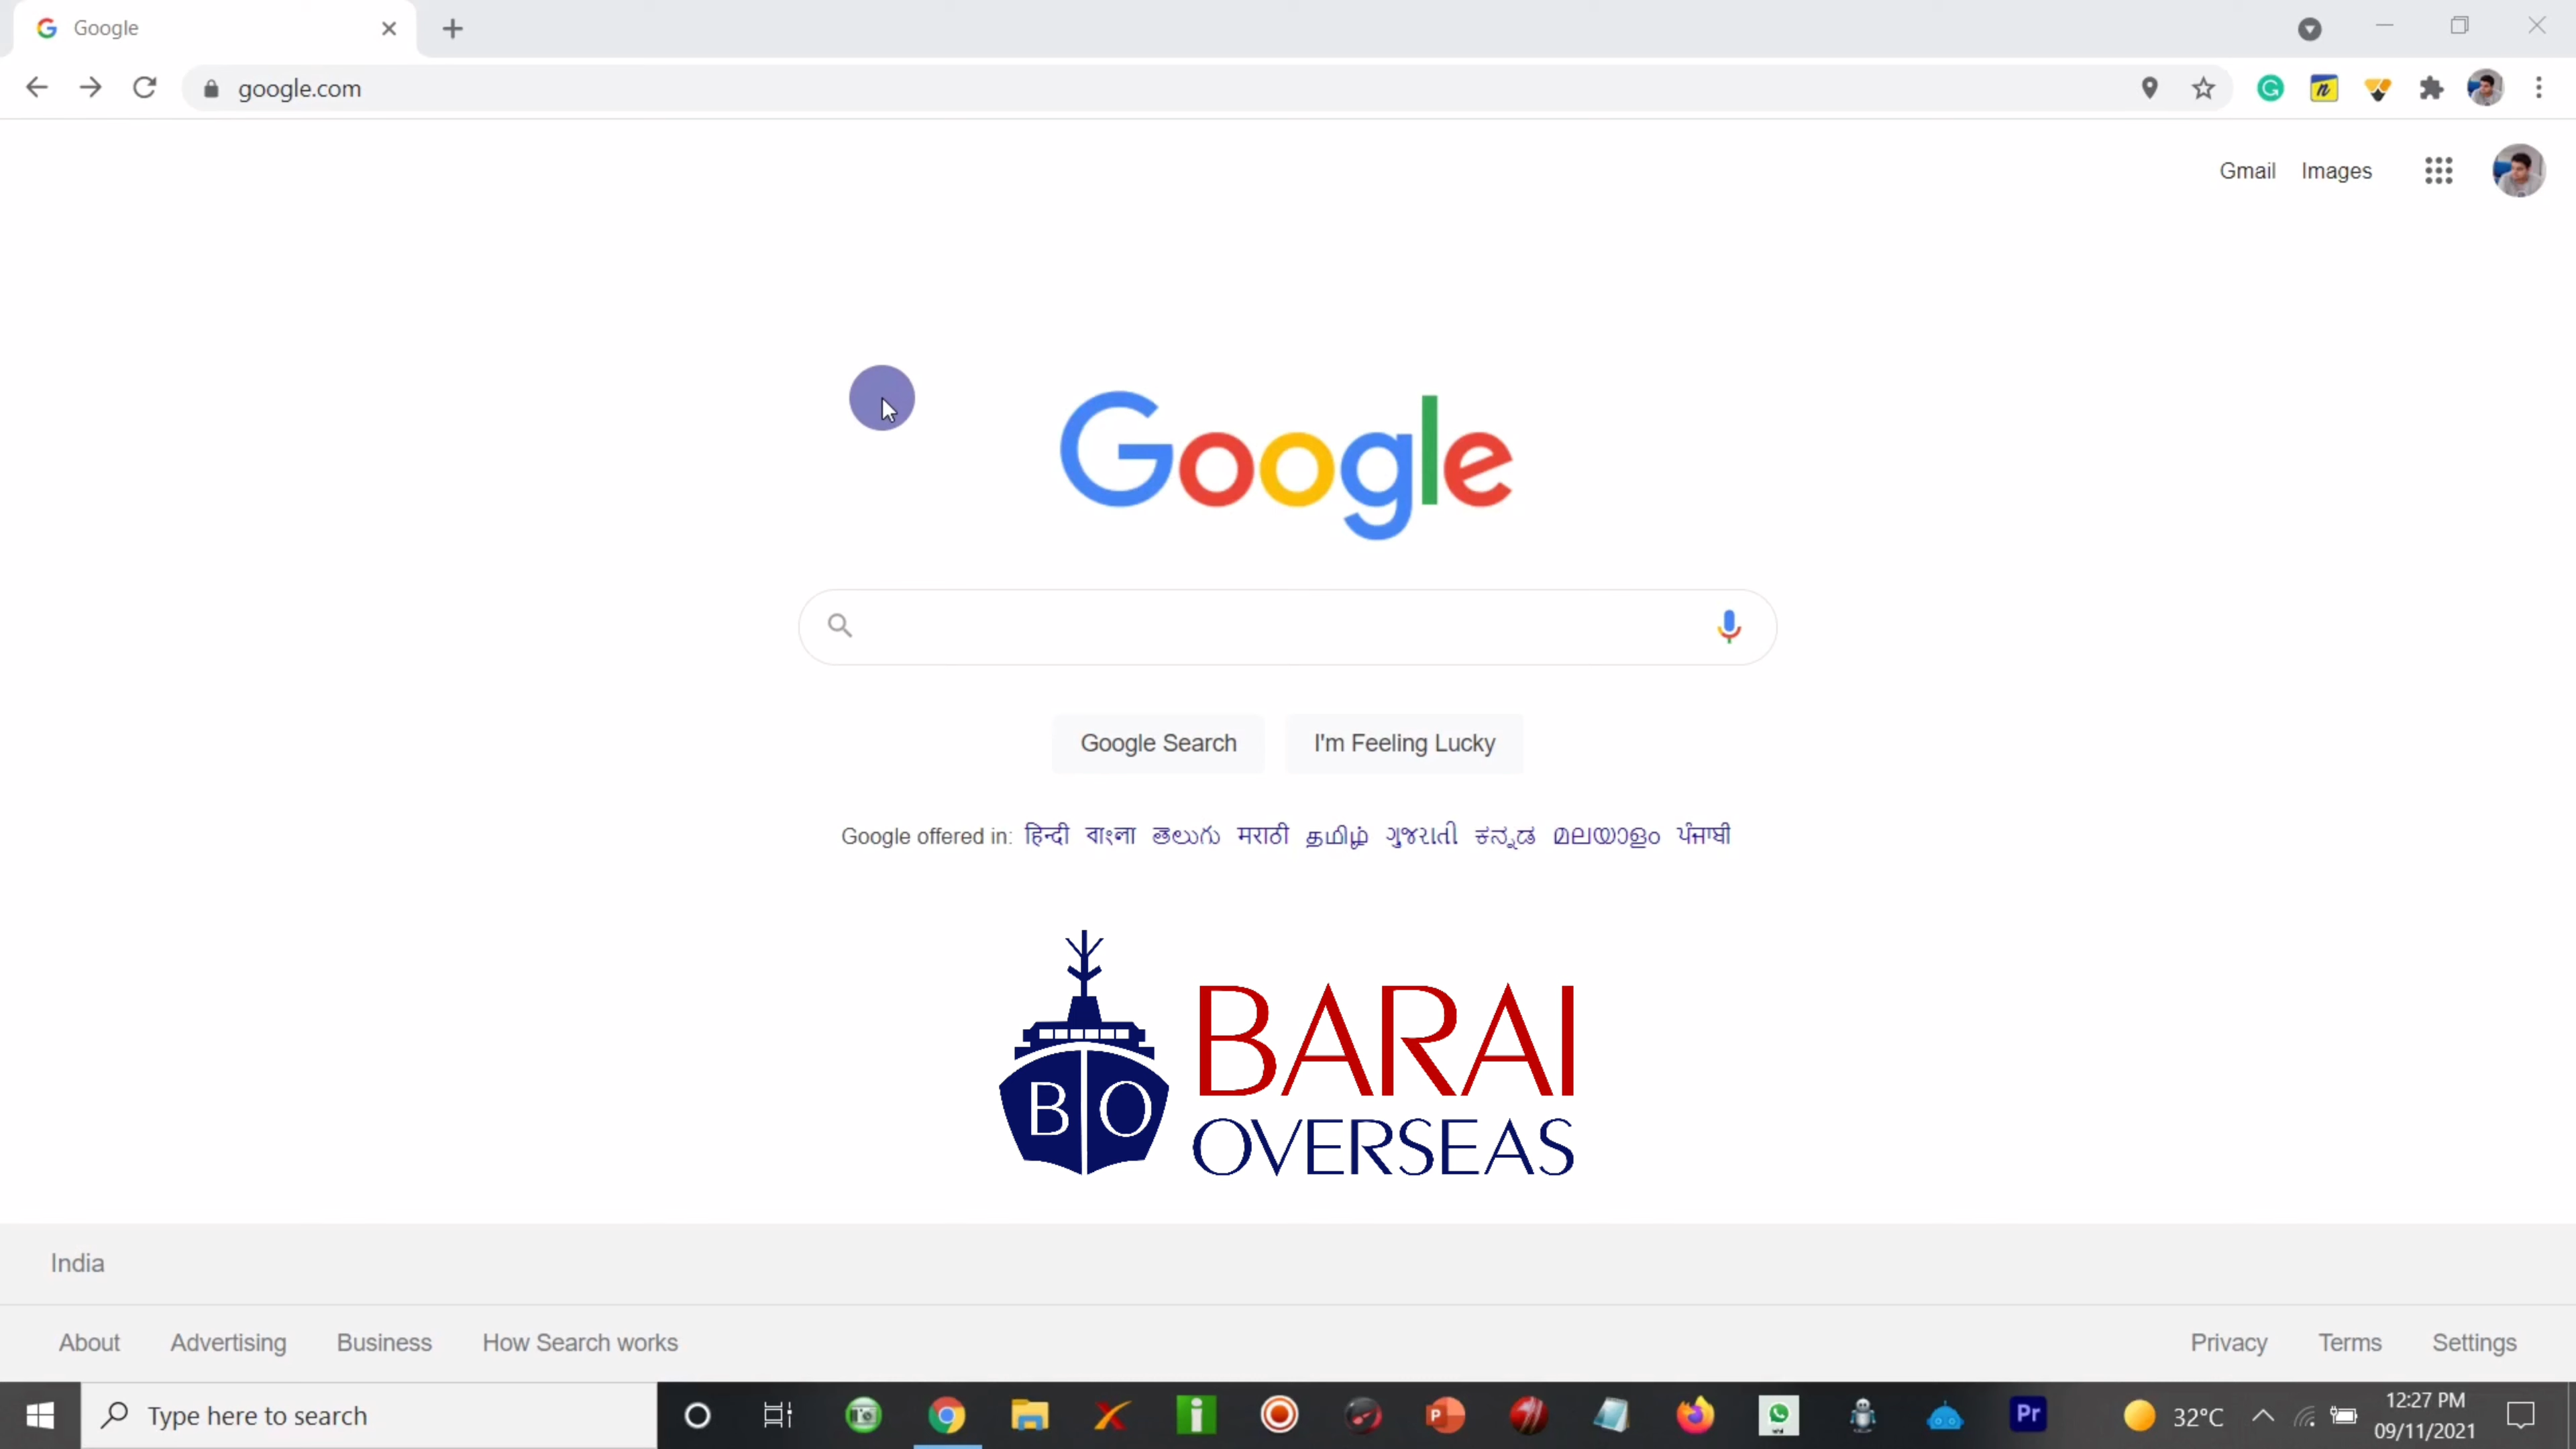 Google
google.com
Gmail Images
Google
Google Search I'm Feeling Lucky
Google offered in: हिन्दी বাংলা తెలుగు मराठी தமிழ் ગુજરાતી ಕನ್ನಡ മലയാളം ਪੰਜਾਬੀ
B O
BARAI
OVERSEAS
India
About Advertising Business How Search works Privacy Terms Settings
Type here to search
Pr
32°C
12:27 PM
09/11/2021